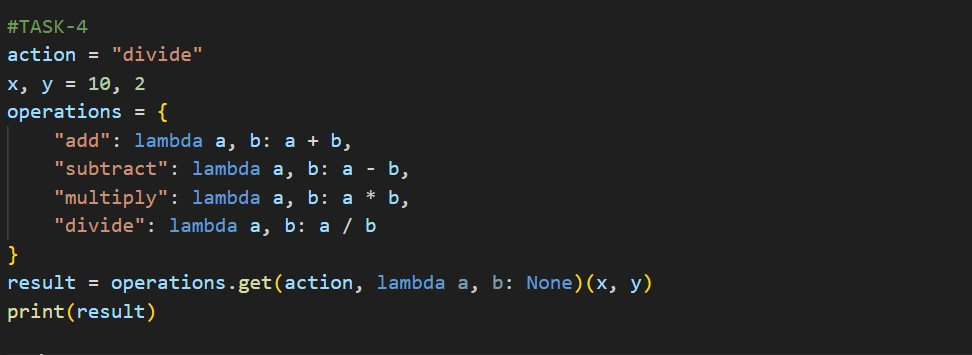 #TASK-4
action = "divide"
x, y = 10, 2
operations = {
    "add": lambda a, b: a + b,
    "subtract": lambda a, b: a - b,
    "multiply": lambda a, b: a * b,
    "divide": lambda a, b: a / b
}
result = operations.get(action, lambda a, b: None)(x, y)
print(result)